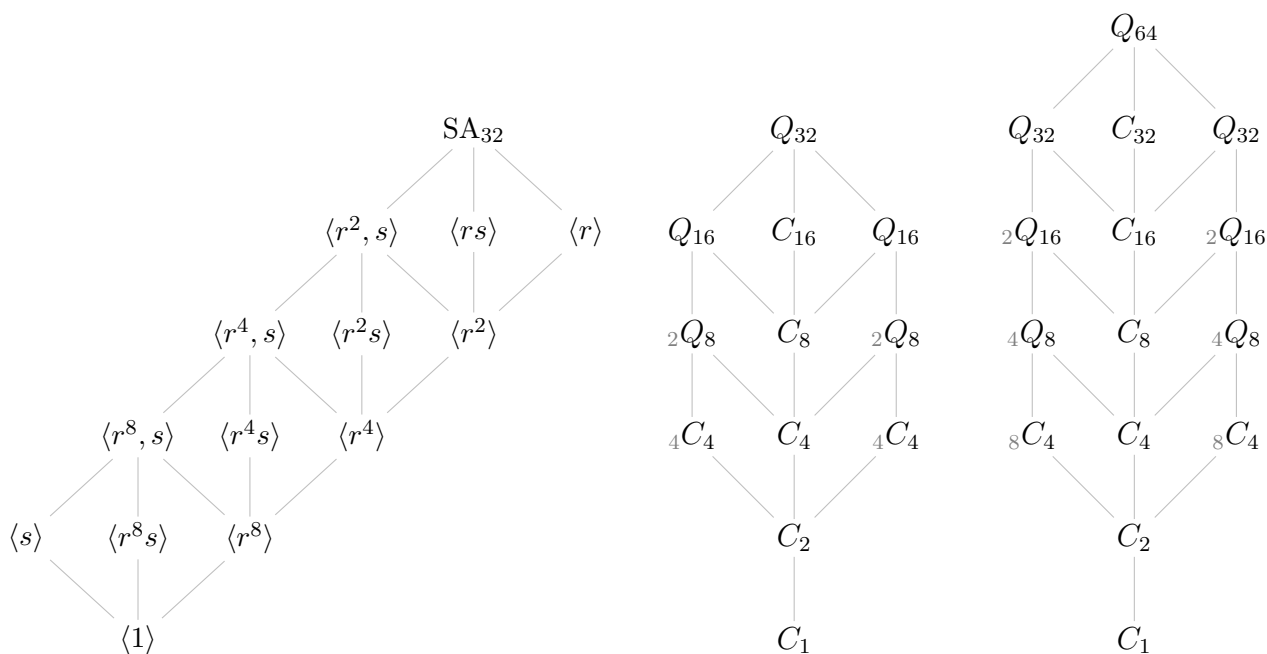 Q₆₄
SA₃₂ Q₃₂ Q₃₂ C₃₂ Q₃₂
⟨r², s⟩ ⟨rs⟩ ⟨r⟩ Q₁₆ C₁₆ Q₁₆ ₂Q₁₆ C₁₆ ₂Q₁₆
⟨r⁴, s⟩ ⟨r²s⟩ ⟨r²⟩ ₂Q₈ C₈ ₂Q₈ ₄Q₈ C₈ ₄Q₈
⟨r⁸, s⟩ ⟨r⁴s⟩ ⟨r⁴⟩ ₄C₄ C₄ ₄C₄ ₈C₄ C₄ ₈C₄
⟨s⟩ ⟨r⁸s⟩ ⟨r⁸⟩ C₂ C₂
⟨1⟩ C₁ C₁